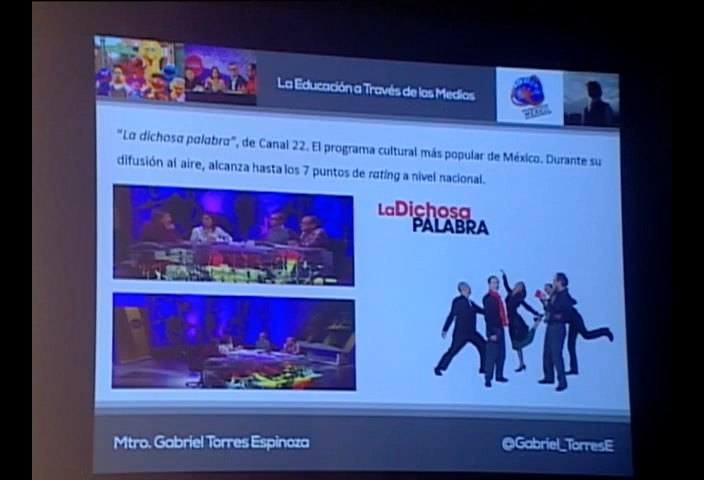 La Educación a Través de los Medios
MÉXICO
"La dichosa palabra", de Canal 22. El programa cultural más popular de México. Durante su
difusión al aire, alcanza hasta los 7 puntos de rating a nivel nacional.
LaDichosa
PALABRA
Mtro. Gabriel Torres Espinoza
@Gabriel_TorresE